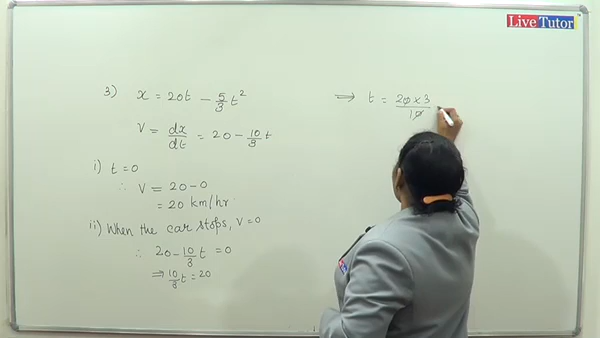 Live Tutor
3) x = 20t - 5/3 t²
V = dx/dt = 20 - 10/3 t
i) t = 0
∴ V = 20 - 0
= 20 km/hr
ii) When the car stops, V = 0
∴ 20 - 10/3 t = 0
⇒ 10/3 t = 20
⇒ t = 20 × 3 / 10